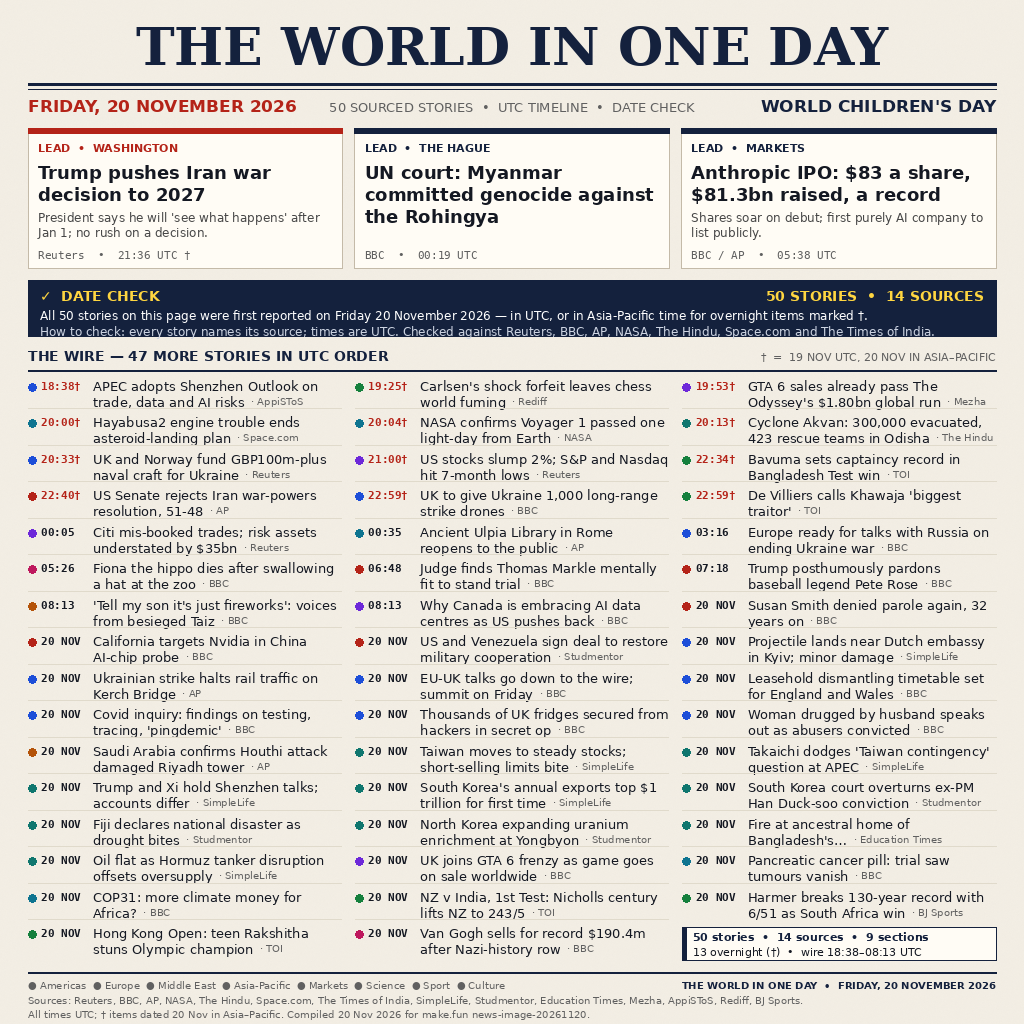 THE WORLD IN ONE DAY
FRIDAY, 20 NOVEMBER 2026
50 SOURCED STORIES • UTC TIMELINE • DATE CHECK
WORLD CHILDREN'S DAY
LEAD • WASHINGTON
Trump pushes Iran war
decision to 2027
President says he will 'see what happens' after
Jan 1; no rush on a decision.
Reuters • 21:36 UTC †
LEAD • THE HAGUE
UN court: Myanmar
committed genocide against
the Rohingya
BBC • 00:19 UTC
LEAD • MARKETS
Anthropic IPO: $83 a share,
$81.3bn raised, a record
Shares soar on debut; first purely AI company to
list publicly.
BBC / AP • 05:38 UTC
✓ DATE CHECK
50 STORIES • 14 SOURCES
All 50 stories on this page were first reported on Friday 20 November 2026 — in UTC, or in Asia-Pacific time for overnight items marked †.
How to check: every story names its source; times are UTC. Checked against Reuters, BBC, AP, NASA, The Hindu, Space.com and The Times of India.
THE WIRE — 47 MORE STORIES IN UTC ORDER
† = 19 NOV UTC, 20 NOV IN ASIA–PACIFIC
18:38† APEC adopts Shenzhen Outlook on
trade, data and AI risks · AppiSToS
19:25† Carlsen's shock forfeit leaves chess
world fuming · Rediff
19:53† GTA 6 sales already pass The
Odyssey's $1.80bn global run · Mezha
20:00† Hayabusa2 engine trouble ends
asteroid-landing plan · Space.com
20:04† NASA confirms Voyager 1 passed one
light-day from Earth · NASA
20:13† Cyclone Akvan: 300,000 evacuated,
423 rescue teams in Odisha · The Hindu
20:33† UK and Norway fund GBP100m-plus
naval craft for Ukraine · Reuters
21:00† US stocks slump 2%; S&P and Nasdaq
hit 7-month lows · Reuters
22:34† Bavuma sets captaincy record in
Bangladesh Test win · TOI
22:40† US Senate rejects Iran war-powers
resolution, 51-48 · AP
22:59† UK to give Ukraine 1,000 long-range
strike drones · BBC
22:59† De Villiers calls Khawaja 'biggest
traitor' · TOI
00:05 Citi mis-booked trades; risk assets
understated by $35bn · Reuters
00:35 Ancient Ulpia Library in Rome
reopens to the public · AP
03:16 Europe ready for talks with Russia on
ending Ukraine war · BBC
05:26 Fiona the hippo dies after swallowing
a hat at the zoo · BBC
06:48 Judge finds Thomas Markle mentally
fit to stand trial · BBC
07:18 Trump posthumously pardons
baseball legend Pete Rose · BBC
08:13 'Tell my son it's just fireworks': voices
from besieged Taiz · BBC
08:13 Why Canada is embracing AI data
centres as US pushes back · BBC
20 NOV Susan Smith denied parole again, 32
years on · BBC
20 NOV California targets Nvidia in China
AI-chip probe · BBC
20 NOV US and Venezuela sign deal to restore
military cooperation · Studmentor
20 NOV Projectile lands near Dutch embassy
in Kyiv; minor damage · SimpleLife
20 NOV Ukrainian strike halts rail traffic on
Kerch Bridge · AP
20 NOV EU-UK talks go down to the wire;
summit on Friday · BBC
20 NOV Leasehold dismantling timetable set
for England and Wales · BBC
20 NOV Covid inquiry: findings on testing,
tracing, 'pingdemic' · BBC
20 NOV Thousands of UK fridges secured from
hackers in secret op · BBC
20 NOV Woman drugged by husband speaks
out as abusers convicted · BBC
20 NOV Saudi Arabia confirms Houthi attack
damaged Riyadh tower · AP
20 NOV Taiwan moves to steady stocks;
short-selling limits bite · SimpleLife
20 NOV Takaichi dodges 'Taiwan contingency'
question at APEC · SimpleLife
20 NOV Trump and Xi hold Shenzhen talks;
accounts differ · SimpleLife
20 NOV South Korea's annual exports top $1
trillion for first time · SimpleLife
20 NOV South Korea court overturns ex-PM
Han Duck-soo conviction · Studmentor
20 NOV Fiji declares national disaster as
drought bites · Studmentor
20 NOV North Korea expanding uranium
enrichment at Yongbyon · Studmentor
20 NOV Fire at ancestral home of
Bangladesh's... · Education Times
20 NOV Oil flat as Hormuz tanker disruption
offsets oversupply · SimpleLife
20 NOV UK joins GTA 6 frenzy as game goes
on sale worldwide · BBC
20 NOV Pancreatic cancer pill: trial saw
tumours vanish · BBC
20 NOV COP31: more climate money for
Africa? · BBC
20 NOV NZ v India, 1st Test: Nicholls century
lifts NZ to 243/5 · TOI
20 NOV Harmer breaks 130-year record with
6/51 as South Africa win · BJ Sports
20 NOV Hong Kong Open: teen Rakshitha
stuns Olympic champion · TOI
20 NOV Van Gogh sells for record $190.4m
after Nazi-history row · BBC
50 stories • 14 sources • 9 sections
13 overnight (†) • wire 18:38–08:13 UTC
● Americas ● Europe ● Middle East ● Asia-Pacific ● Markets ● Science ● Sport ● Culture
THE WORLD IN ONE DAY • FRIDAY, 20 NOVEMBER 2026
Sources: Reuters, BBC, AP, NASA, The Hindu, Space.com, The Times of India, SimpleLife, Studmentor, Education Times, Mezha, AppiSToS, Rediff, BJ Sports.
All times UTC; † items dated 20 Nov in Asia-Pacific. Compiled 20 Nov 2026 for make.fun news-image-20261120.